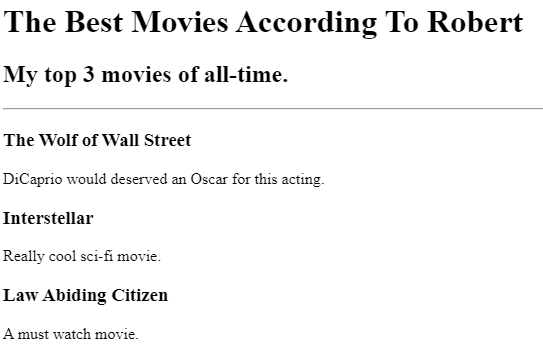 The Best Movies According To Robert
My top 3 movies of all-time.
The Wolf of Wall Street
DiCaprio would deserved an Oscar for this acting.
Interstellar
Really cool sci-fi movie.
Law Abiding Citizen
A must watch movie.